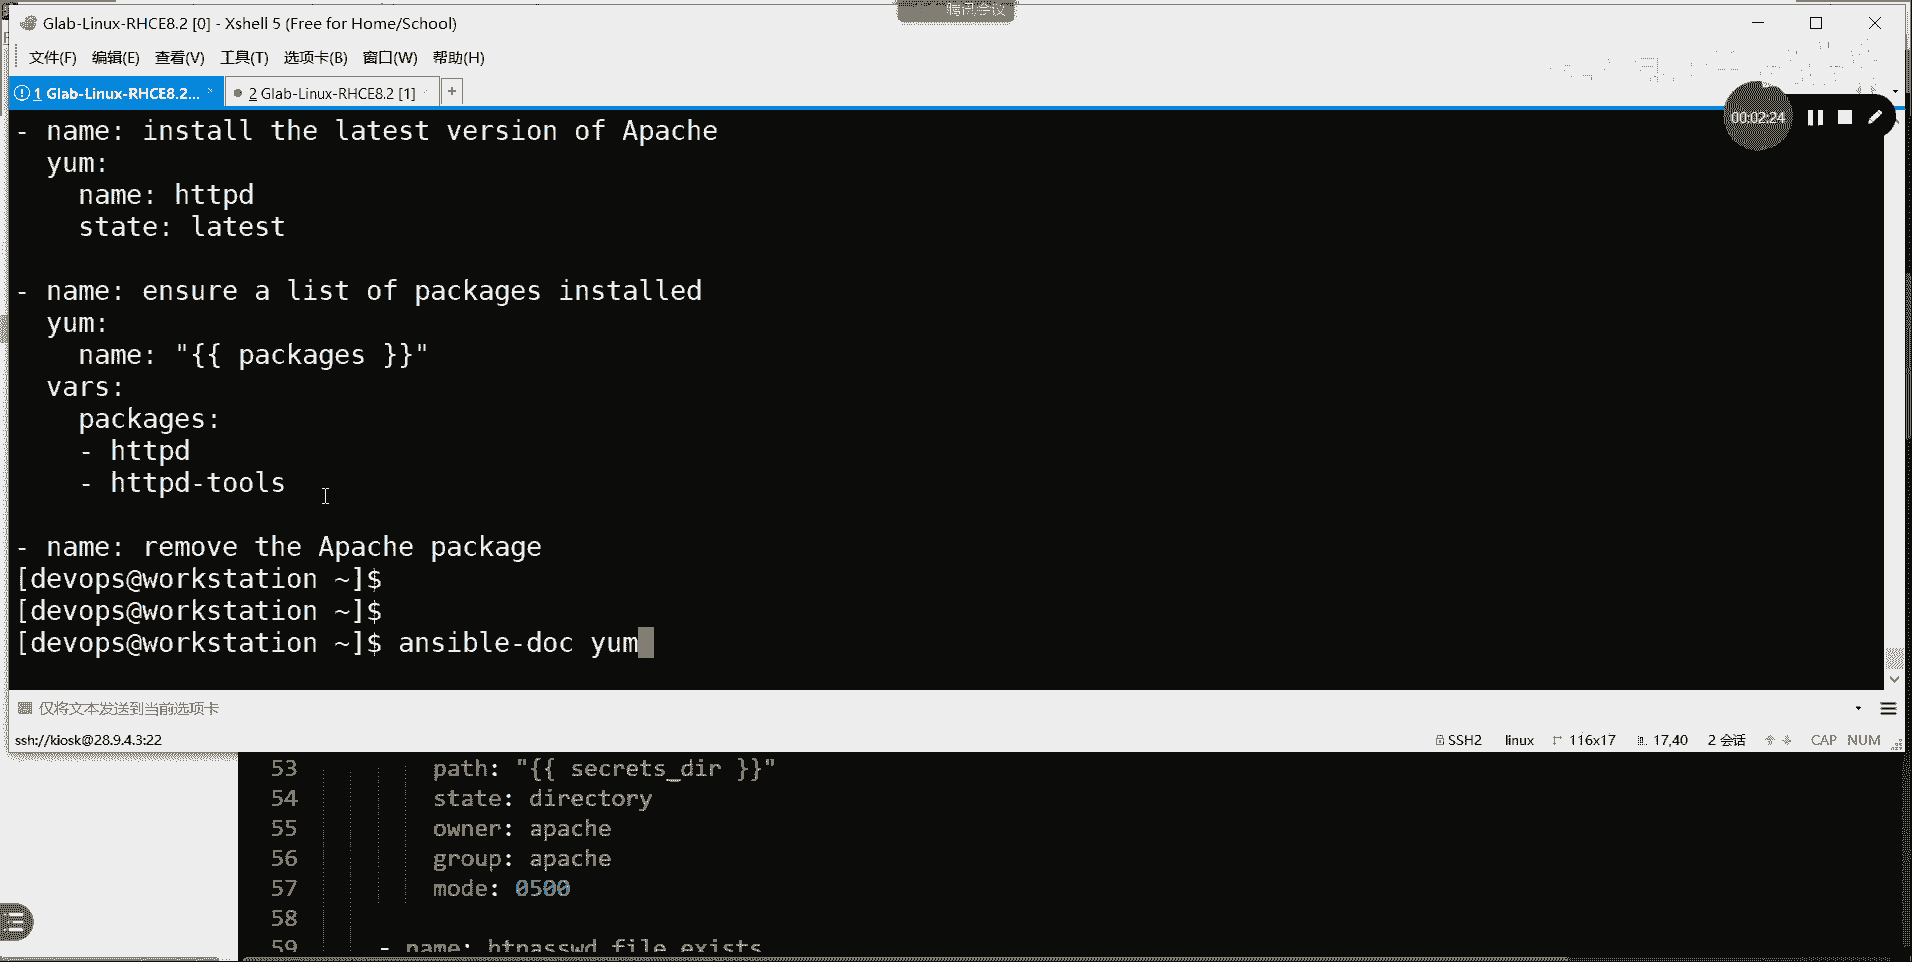 腾讯会议
Glab-Linux-RHCE8.2 [0] - Xshell 5 (Free for Home/School)
文件(F) 编辑(E) 查看(V) 工具(T) 选项卡(B) 窗口(W) 帮助(H)
1 Glab-Linux-RHCE8.2... 2 Glab-Linux-RHCE8.2 [1] +
00:02:24
- name: install the latest version of Apache
  yum:
    name: httpd
    state: latest
- name: ensure a list of packages installed
  yum:
    name: "{{ packages }}"
  vars:
    packages:
    - httpd
    - httpd-tools
- name: remove the Apache package
[devops@workstation ~]$
[devops@workstation ~]$
[devops@workstation ~]$ ansible-doc yum
仅将文本发送到当前选项卡
ssh://kiosk@28.9.4.3:22 SSH2 linux 116x17 17,40 2 会话 CAP NUM
53 path: "{{ secrets_dir }}"
54 state: directory
55 owner: apache
56 group: apache
57 mode: 0500
58
59 - name: htpasswd file exists